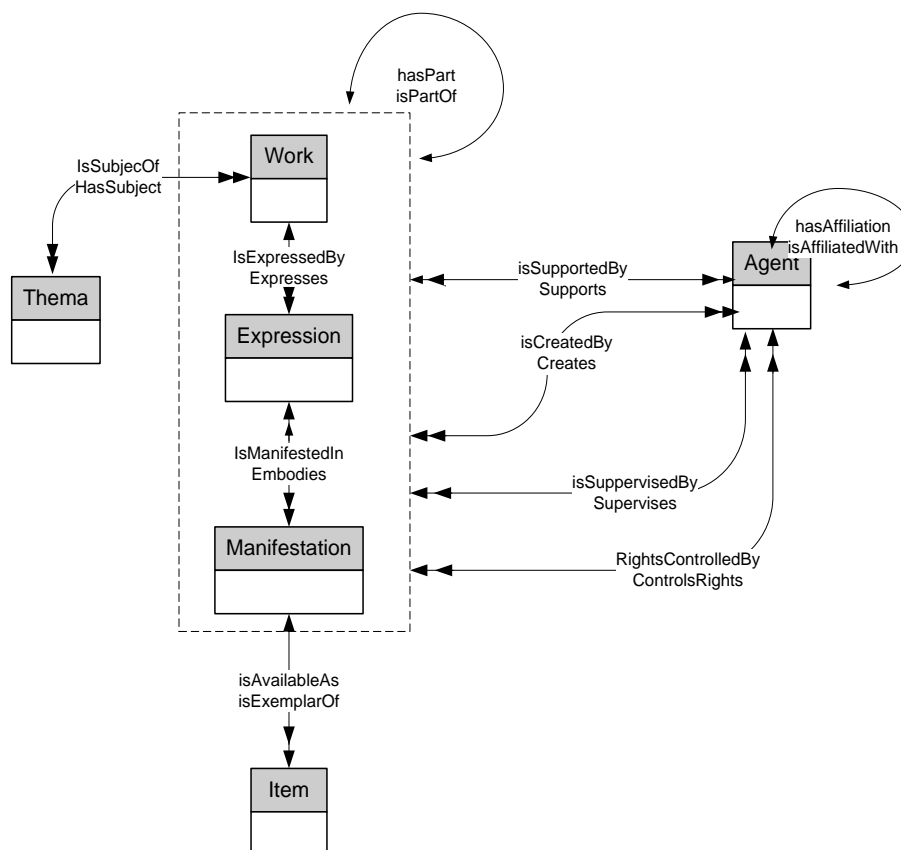 hasPart
isPartOf
Work
IsSubjecOf
HasSubject
hasAffiliation
isAffiliatedWith
Agent
IsExpressedBy
Expresses
isSupportedBy
Supports
Thema
Expression
isCreatedBy
Creates
IsManifestedIn
Embodies
isSuppervisedBy
Supervises
Manifestation
RightsControlledBy
ControlsRights
isAvailableAs
isExemplarOf
Item